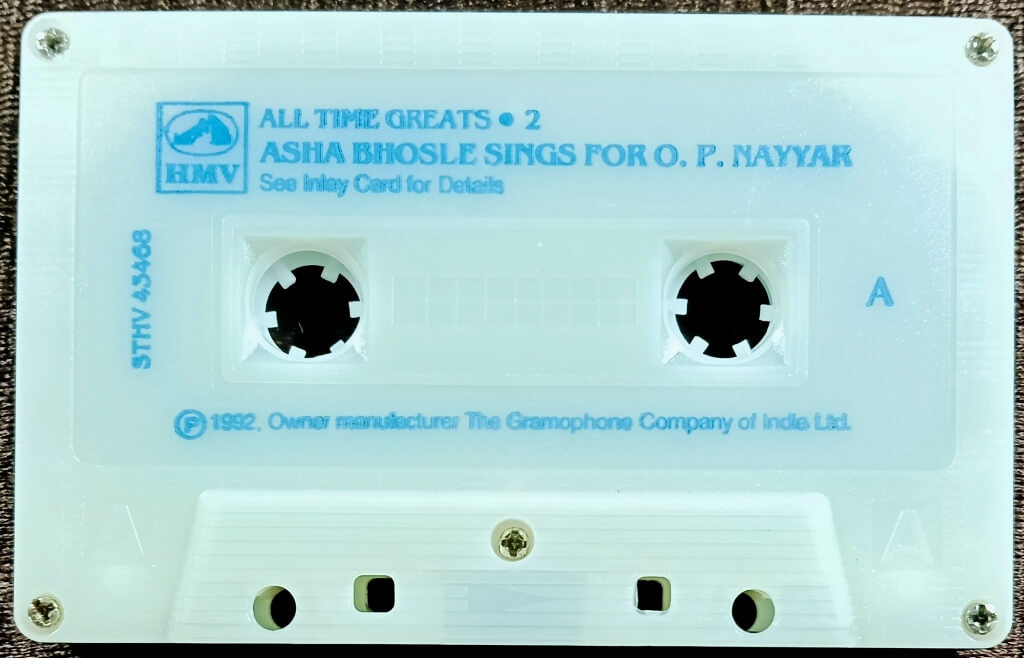 ALL TIME GREATS • 2
HMV
ASHA BHOSLE SINGS FOR O. P. NAYYAR
See Inlay Card for Details
STHV 43468
A
Ⓟ 1992, Owner manufacturer The Gramophone Company of India Ltd.
A